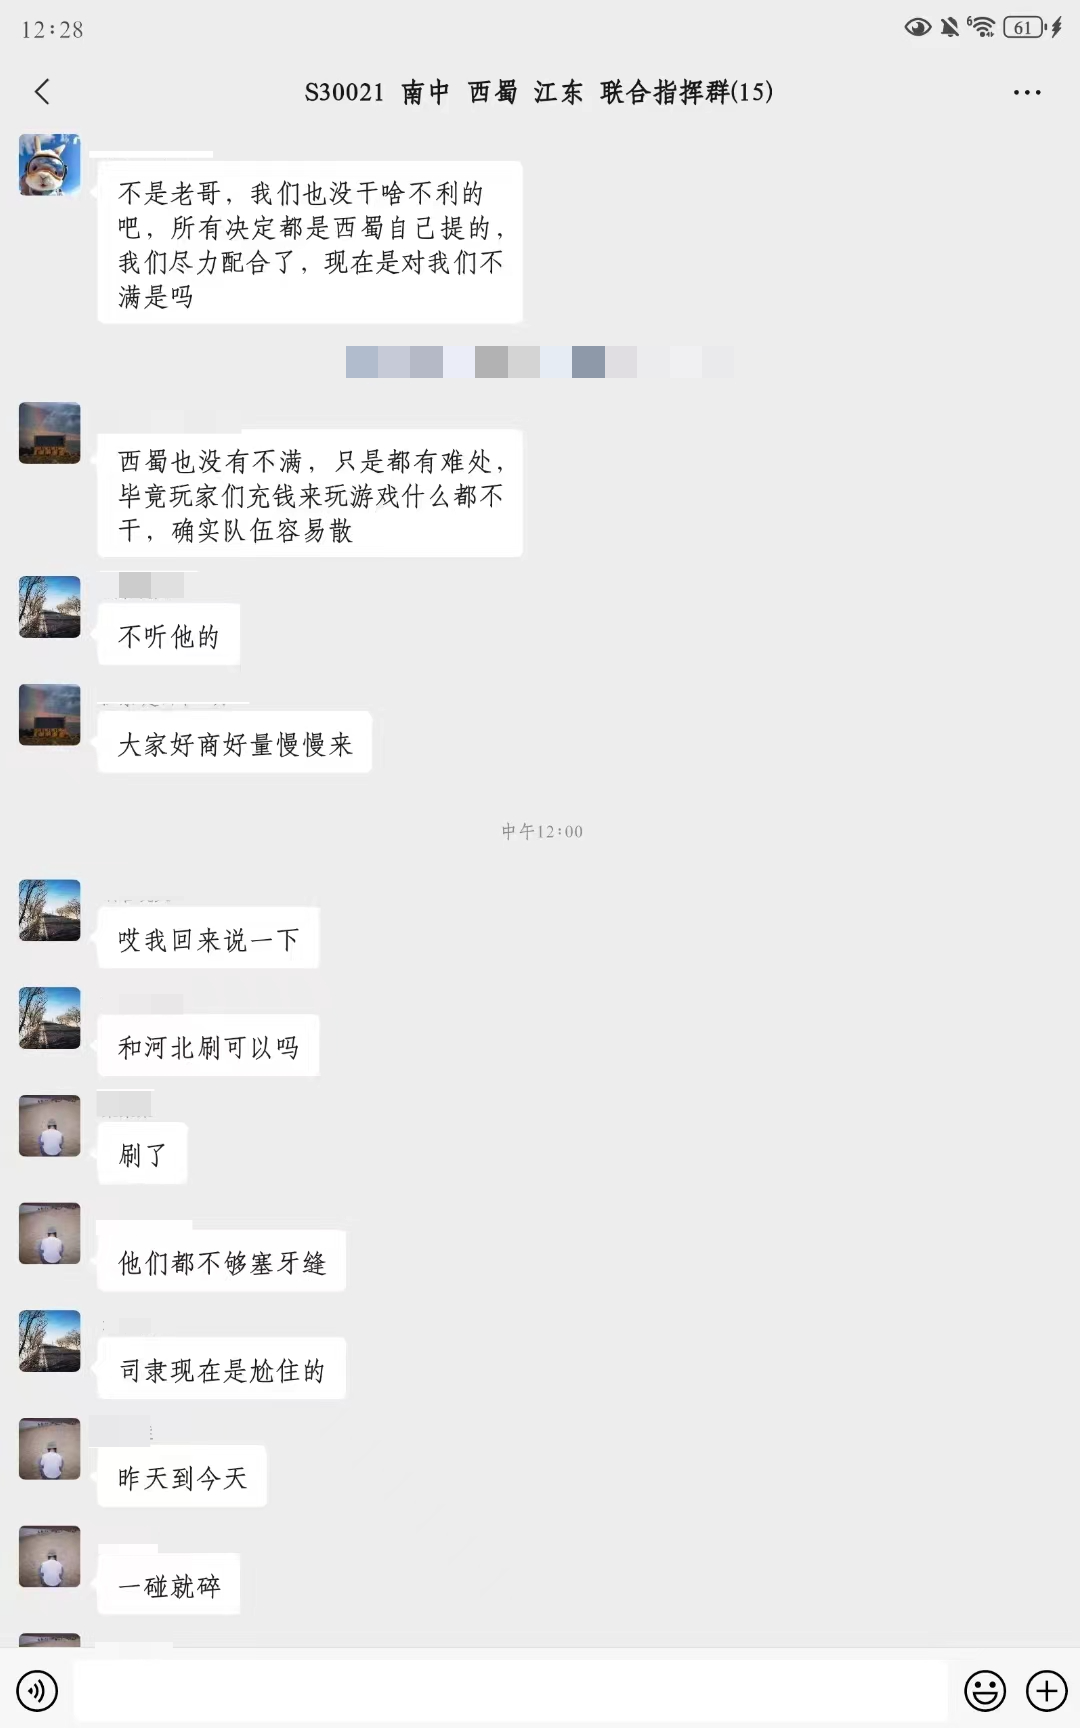 12:28
6
61
S30021 南中 西蜀 江东 联合指挥群(15)
不是老哥，我们也没干啥不利的
吧，所有决定都是西蜀自己提的，
我们尽力配合了，现在是对我们不
满是吗
西蜀也没有不满，只是都有难处，
毕竟玩家们充钱来玩游戏什么都不
干，确实队伍容易散
不听他的
大家好商好量慢慢来
中午12:00
哎我回来说一下
和河北刷可以吗
刷了
他们都不够塞牙缝
司隶现在是尬住的
昨天到今天
一碰就碎